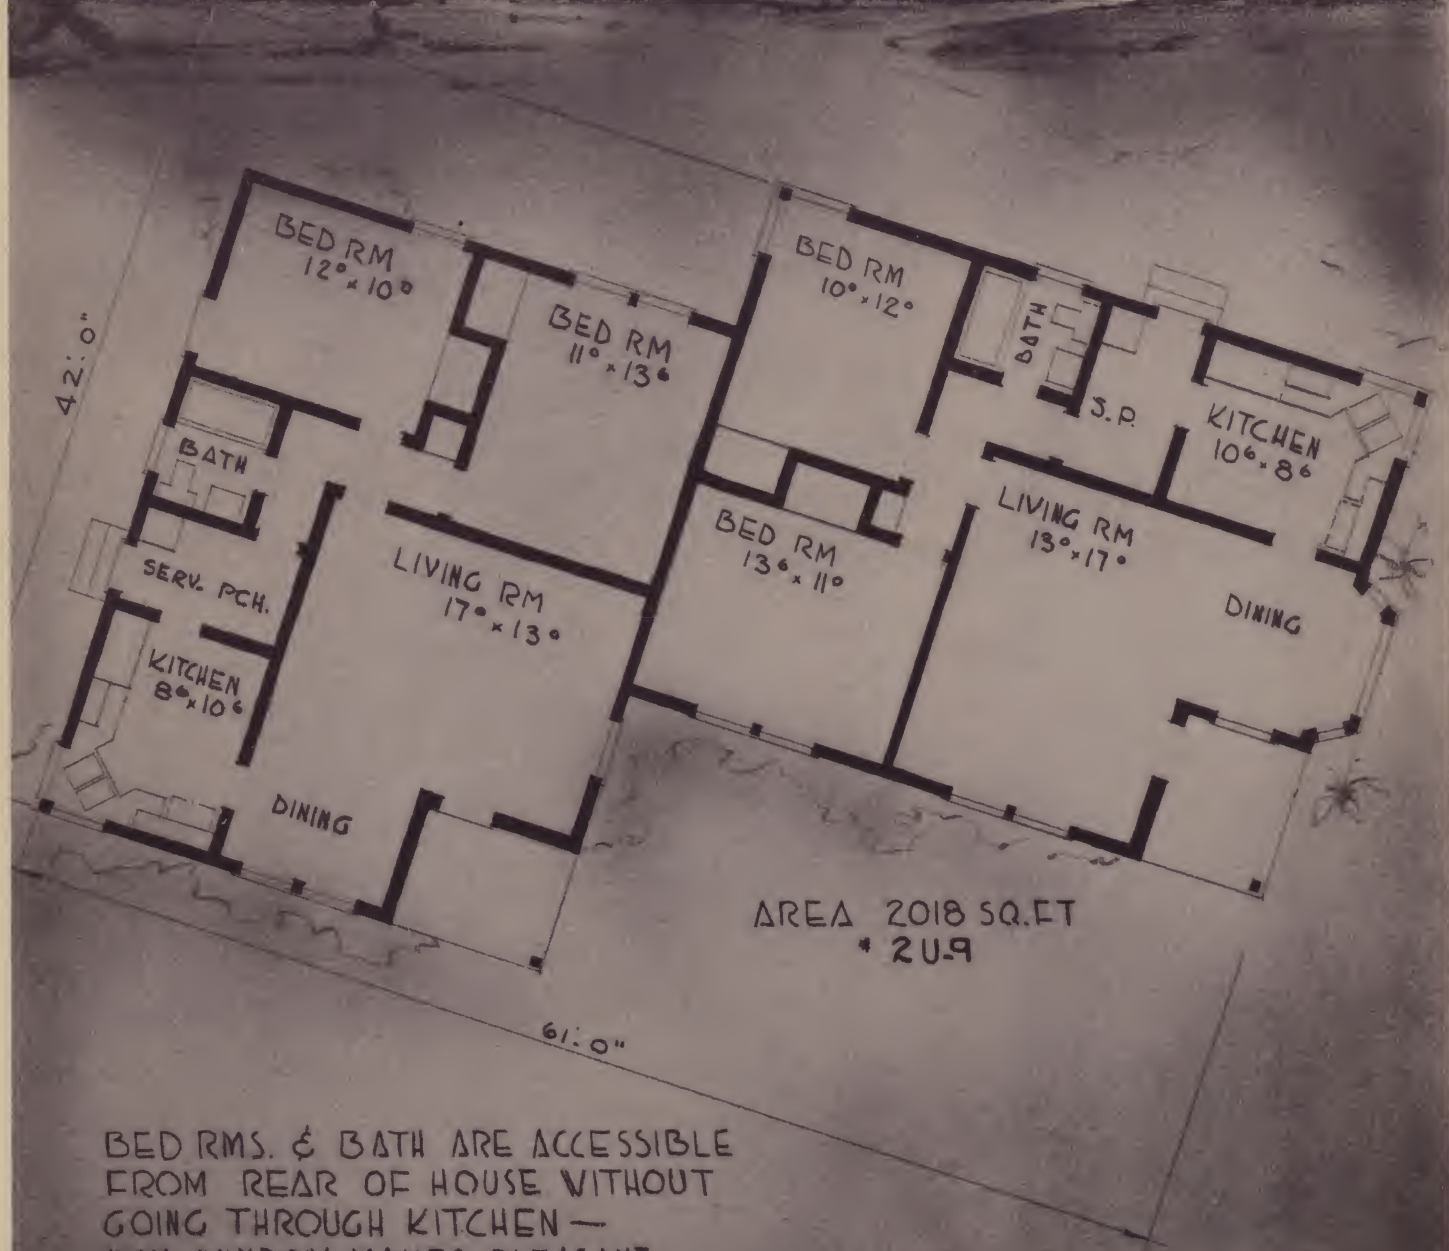 BED RM
12⁰ x 10⁰
BED RM
11⁰ x 13⁶
BATH
SERV. PCH.
KITCHEN
8⁶ x 10⁶
LIVING RM
17⁰ x 13⁰
DINING
42'.0"
BED RM
10⁰ x 12⁰
BATH
S.P.
KITCHEN
10⁶ x 8⁶
BED RM
13⁶ x 11⁰
LIVING RM
13⁰ x 17⁰
DINING
AREA 2018 SQ.FT
# 2U-9
61'.0"
BED RMS. & BATH ARE ACCESSIBLE
FROM REAR OF HOUSE WITHOUT
GOING THROUGH KITCHEN —